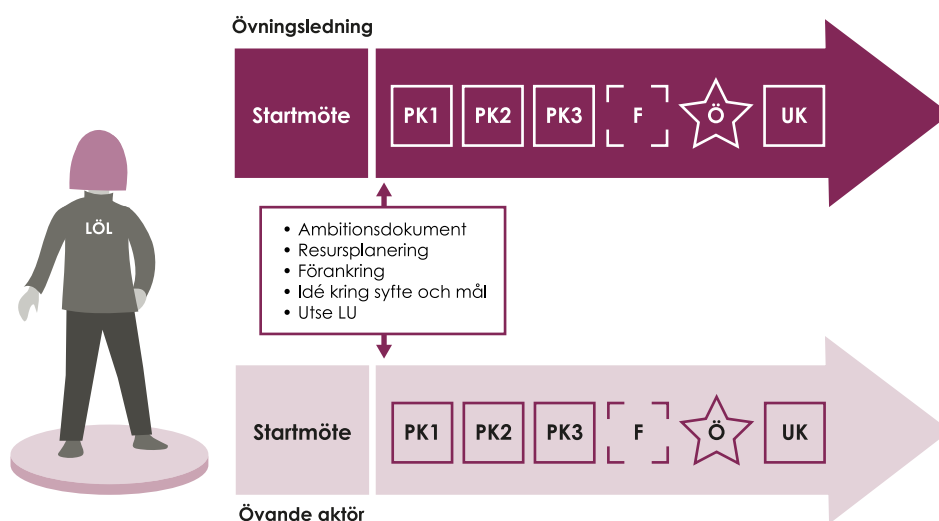 Övningsledning
Startmöte PK1 PK2 PK3 F Ö UK
LÖL
• Ambitionsdokument
• Resursplanering
• Förankring
• Idé kring syfte och mål
• Utse LU
Startmöte PK1 PK2 PK3 F Ö UK
Övande aktör